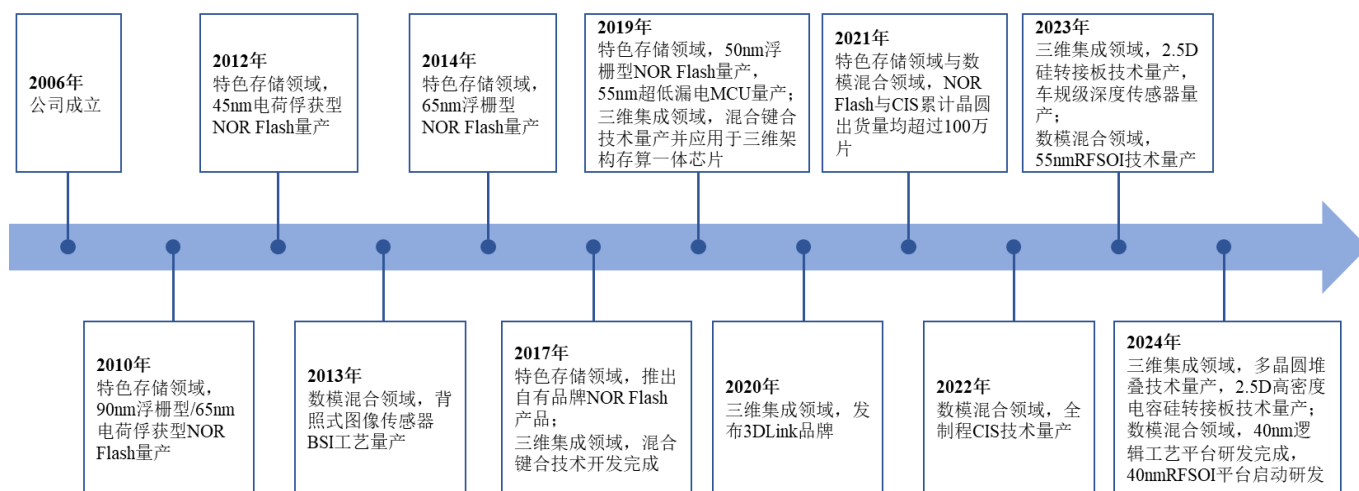 2006年
公司成立
2010年
特色存储领域，
90nm浮栅型/65nm
电荷俘获型NOR
Flash量产
2012年
特色存储领域，
45nm电荷俘获型
NOR Flash量产
2013年
数模混合领域，背
照式图像传感器
BSI工艺量产
2014年
特色存储领域，
65nm浮栅型
NOR Flash量产
2017年
特色存储领域，推出
自有品牌NOR Flash
产品；
三维集成领域，混合
键合技术开发完成
2019年
特色存储领域，50nm浮
栅型NOR Flash量产，
55nm超低漏电MCU量产；
三维集成领域，混合键合
技术量产并应用于三维架
构存算一体芯片
2020年
三维集成领域，发
布3DLink品牌
2021年
特色存储领域与数
模混合领域，NOR
Flash与CIS累计晶圆
出货量均超过100万
片
2022年
数模混合领域，全
制程CIS技术量产
2023年
三维集成领域，2.5D
硅转接板技术量产，
车规级深度传感器量
产；
数模混合领域，
55nmRFSOI技术量产
2024年
三维集成领域，多晶圆堆
叠技术量产，2.5D高密度
电容硅转接板技术量产；
数模混合领域，40nm逻
辑工艺平台研发完成，
40nmRFSOI平台启动研发